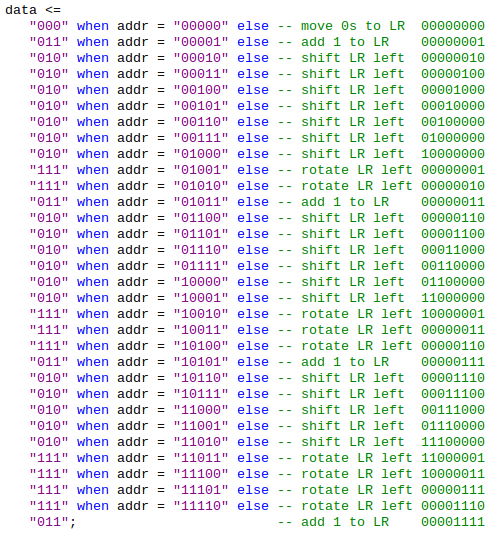 data <=
   "000" when addr = "00000" else -- move 0s to LR  00000000
   "011" when addr = "00001" else -- add 1 to LR    00000001
   "010" when addr = "00010" else -- shift LR left  00000010
   "010" when addr = "00011" else -- shift LR left  00000100
   "010" when addr = "00100" else -- shift LR left  00001000
   "010" when addr = "00101" else -- shift LR left  00010000
   "010" when addr = "00110" else -- shift LR left  00100000
   "010" when addr = "00111" else -- shift LR left  01000000
   "010" when addr = "01000" else -- shift LR left  10000000
   "111" when addr = "01001" else -- rotate LR left 00000001
   "111" when addr = "01010" else -- rotate LR left 00000010
   "011" when addr = "01011" else -- add 1 to LR    00000011
   "010" when addr = "01100" else -- shift LR left  00000110
   "010" when addr = "01101" else -- shift LR left  00001100
   "010" when addr = "01110" else -- shift LR left  00011000
   "010" when addr = "01111" else -- shift LR left  00110000
   "010" when addr = "10000" else -- shift LR left  01100000
   "010" when addr = "10001" else -- shift LR left  11000000
   "111" when addr = "10010" else -- rotate LR left 10000001
   "111" when addr = "10011" else -- rotate LR left 00000011
   "111" when addr = "10100" else -- rotate LR left 00000110
   "011" when addr = "10101" else -- add 1 to LR    00000111
   "010" when addr = "10110" else -- shift LR left  00001110
   "010" when addr = "10111" else -- shift LR left  00011100
   "010" when addr = "11000" else -- shift LR left  00111000
   "010" when addr = "11001" else -- shift LR left  01110000
   "010" when addr = "11010" else -- shift LR left  11100000
   "111" when addr = "11011" else -- rotate LR left 11000001
   "111" when addr = "11100" else -- rotate LR left 10000011
   "111" when addr = "11101" else -- rotate LR left 00000111
   "111" when addr = "11110" else -- rotate LR left 00001110
   "011";                         -- add 1 to LR    00001111